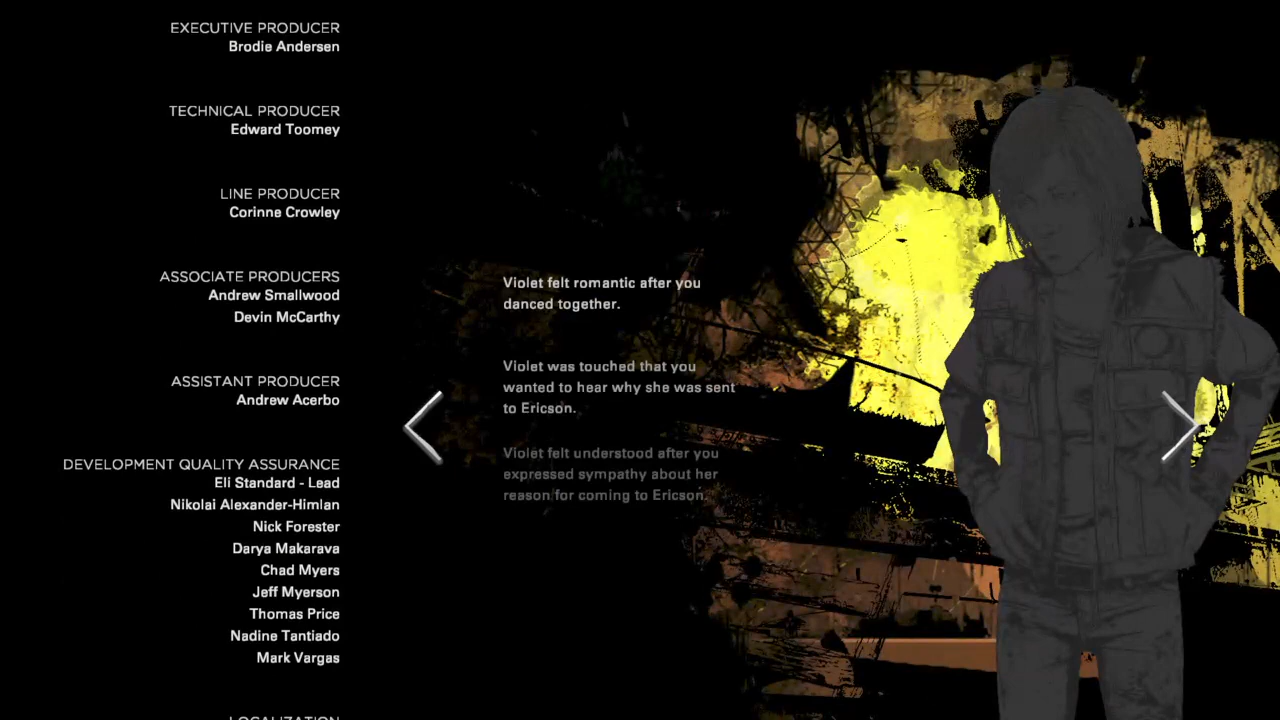 EXECUTIVE PRODUCER
Brodie Andersen
TECHNICAL PRODUCER
Edward Toomey
LINE PRODUCER
Corinne Crowley
ASSOCIATE PRODUCERS
Andrew Smallwood
Devin McCarthy
ASSISTANT PRODUCER
Andrew Acerbo
DEVELOPMENT QUALITY ASSURANCE
Eli Standard - Lead
Nikolai Alexander-Himlan
Nick Forester
Darya Makarava
Chad Myers
Jeff Myerson
Thomas Price
Nadine Tantiado
Mark Vargas
LOCALIZATION
Violet felt romantic after you
danced together.
Violet was touched that you
wanted to hear why she was sent
to Ericson.
Violet felt understood after you
expressed sympathy about her
reason for coming to Ericson.